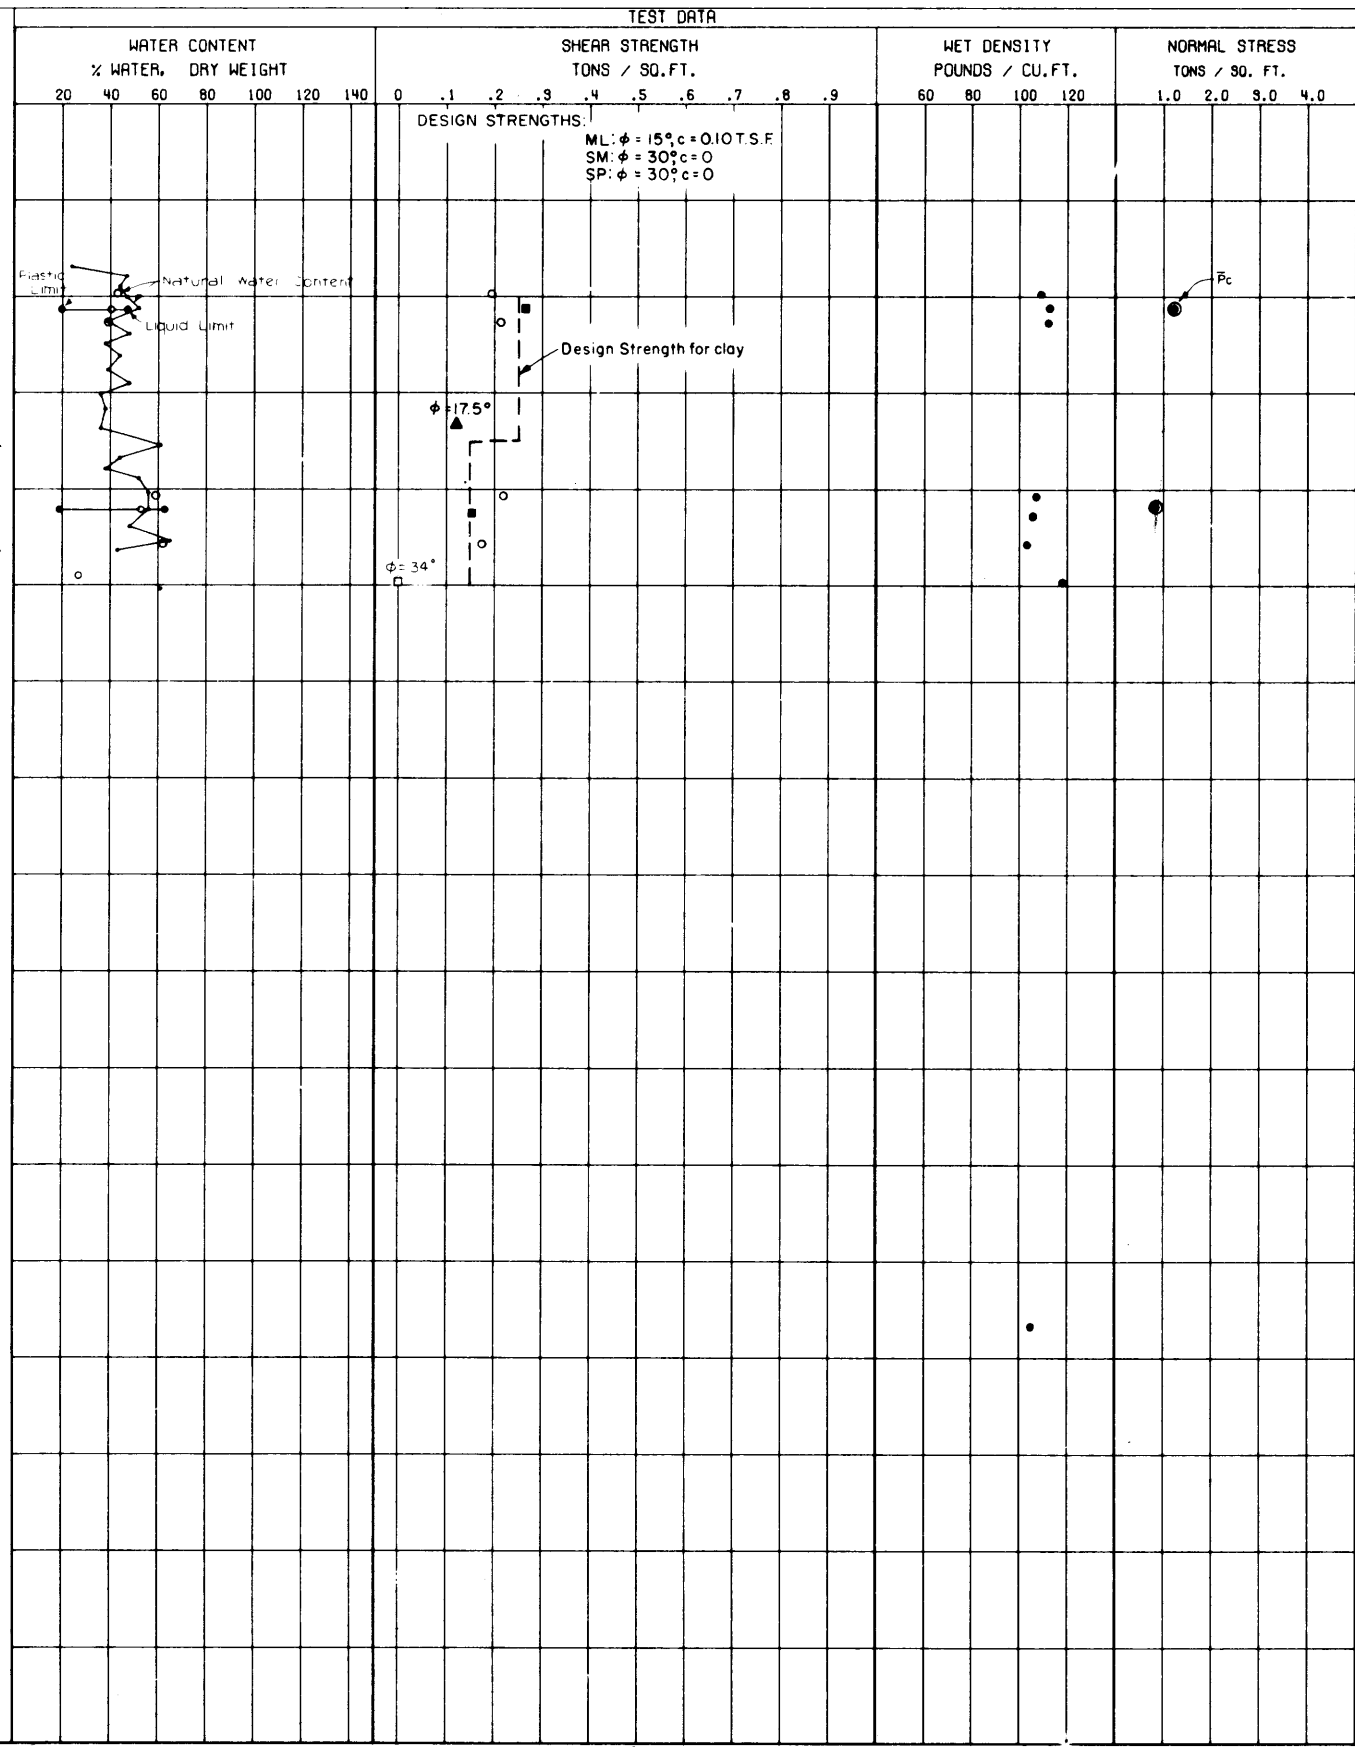 TEST DATA
WATER CONTENT
% WATER, DRY WEIGHT
SHEAR STRENGTH
TONS / SQ.FT.
WET DENSITY
POUNDS / CU.FT.
NORMAL STRESS
TONS / SQ. FT.
20 40 60 80 100 120 140
0 .1 .2 .3 .4 .5 .6 .7 .8 .9
60 80 100 120
1.0 2.0 3.0 4.0
DESIGN STRENGTHS:
ML: φ = 15°, c = 0.10 T.S.F.
SM: φ = 30°, c = 0
SP: φ = 30°, c = 0
Plastic
Limit
Natural Water Content
Liquid Limit
P̄c
Design Strength for clay
φ = 17.5°
φ = 34°